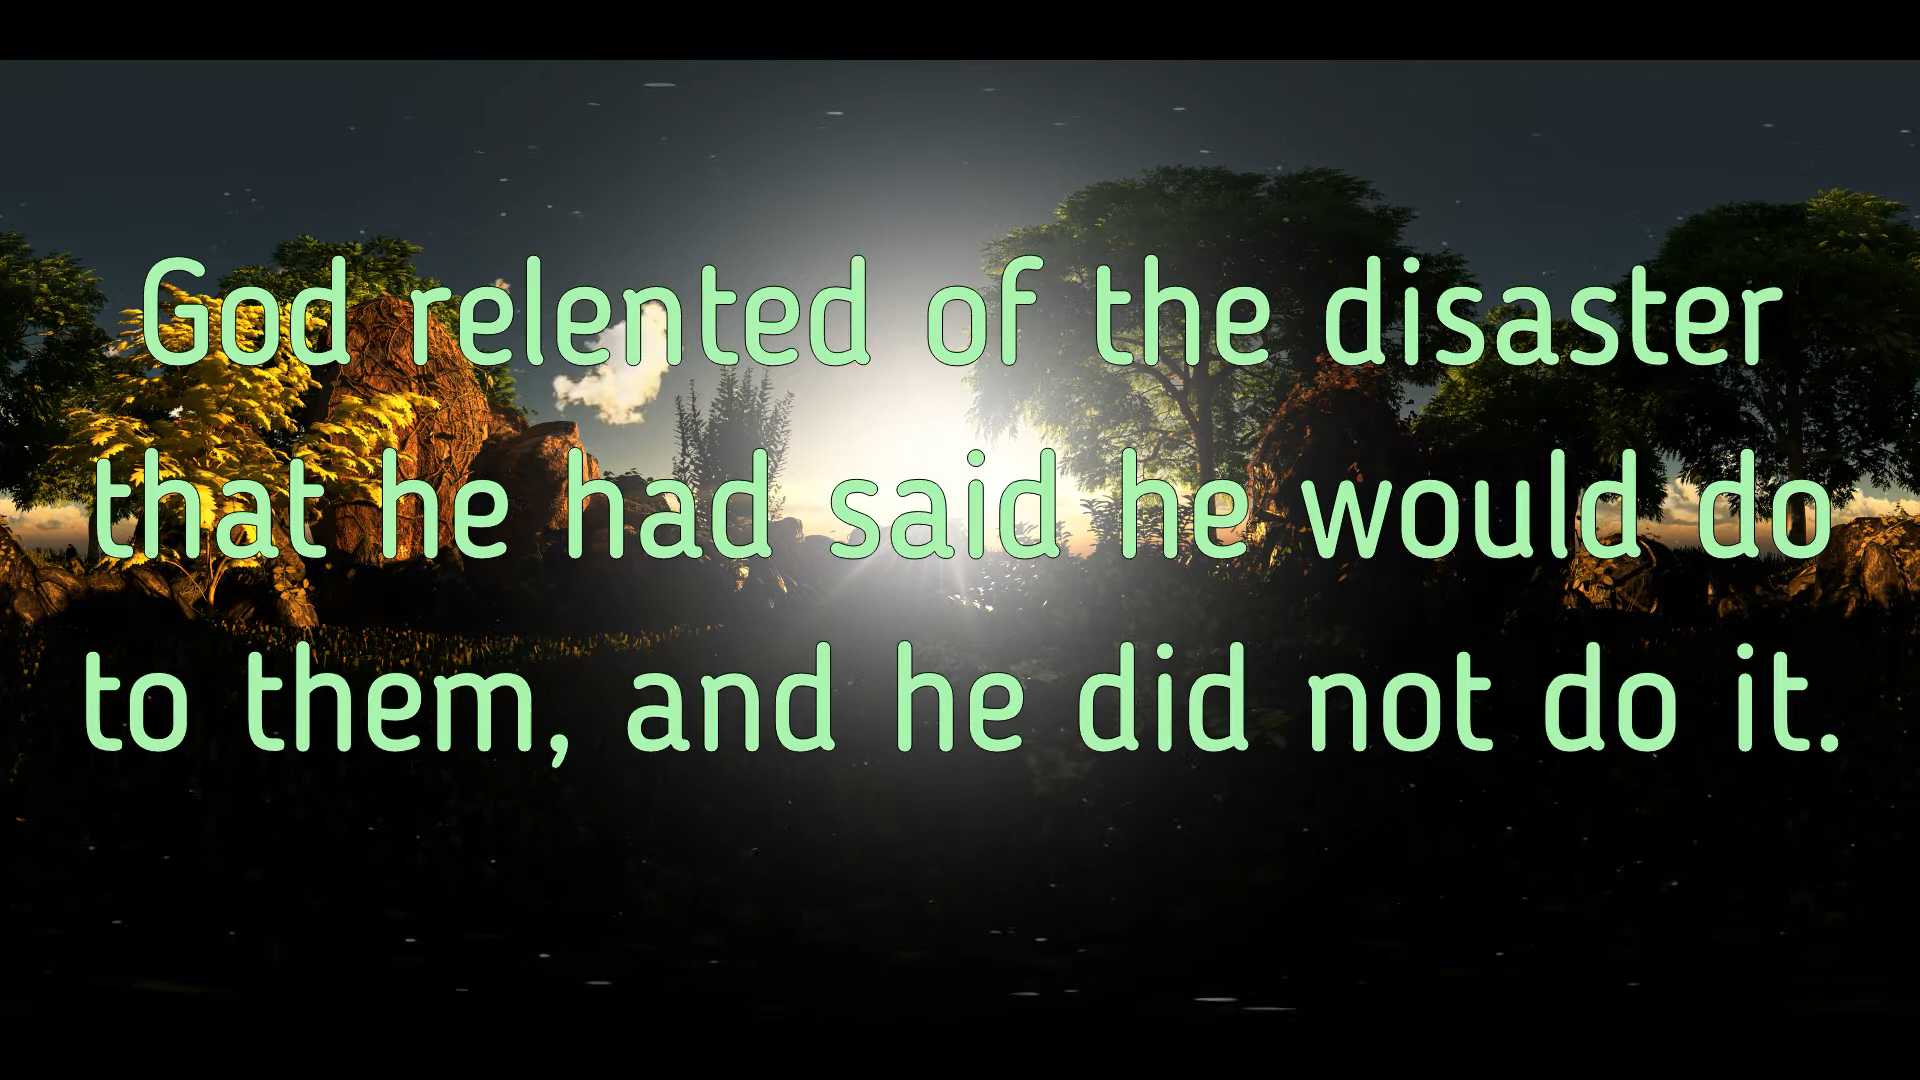 God relented of the disaster
that he had said he would do
to them, and he did not do it.